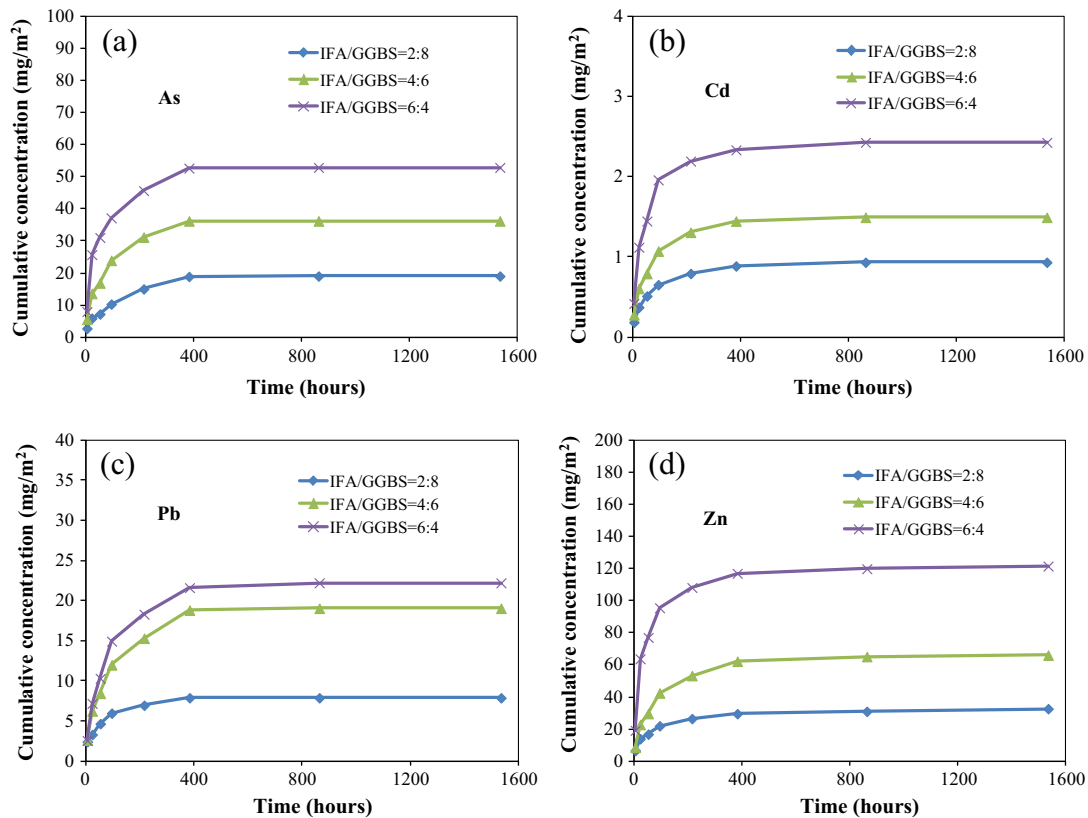 (a)
As
IFA/GGBS=2:8
IFA/GGBS=4:6
IFA/GGBS=6:4
Cumulative concentration (mg/m²)
100
90
80
70
60
50
40
30
20
10
0
0 400 800 1200 1600
Time (hours)
(b)
Cd
IFA/GGBS=2:8
IFA/GGBS=4:6
IFA/GGBS=6:4
Cumulative concentration (mg/m²)
4
3
2
1
0
0 400 800 1200 1600
Time (hours)
(c)
Pb
IFA/GGBS=2:8
IFA/GGBS=4:6
IFA/GGBS=6:4
Cumulative concentration (mg/m²)
40
35
30
25
20
15
10
5
0
0 400 800 1200 1600
Time (hours)
(d)
Zn
IFA/GGBS=2:8
IFA/GGBS=4:6
IFA/GGBS=6:4
Cumulative concentration (mg/m²)
200
180
160
140
120
100
80
60
40
20
0
0 400 800 1200 1600
Time (hours)